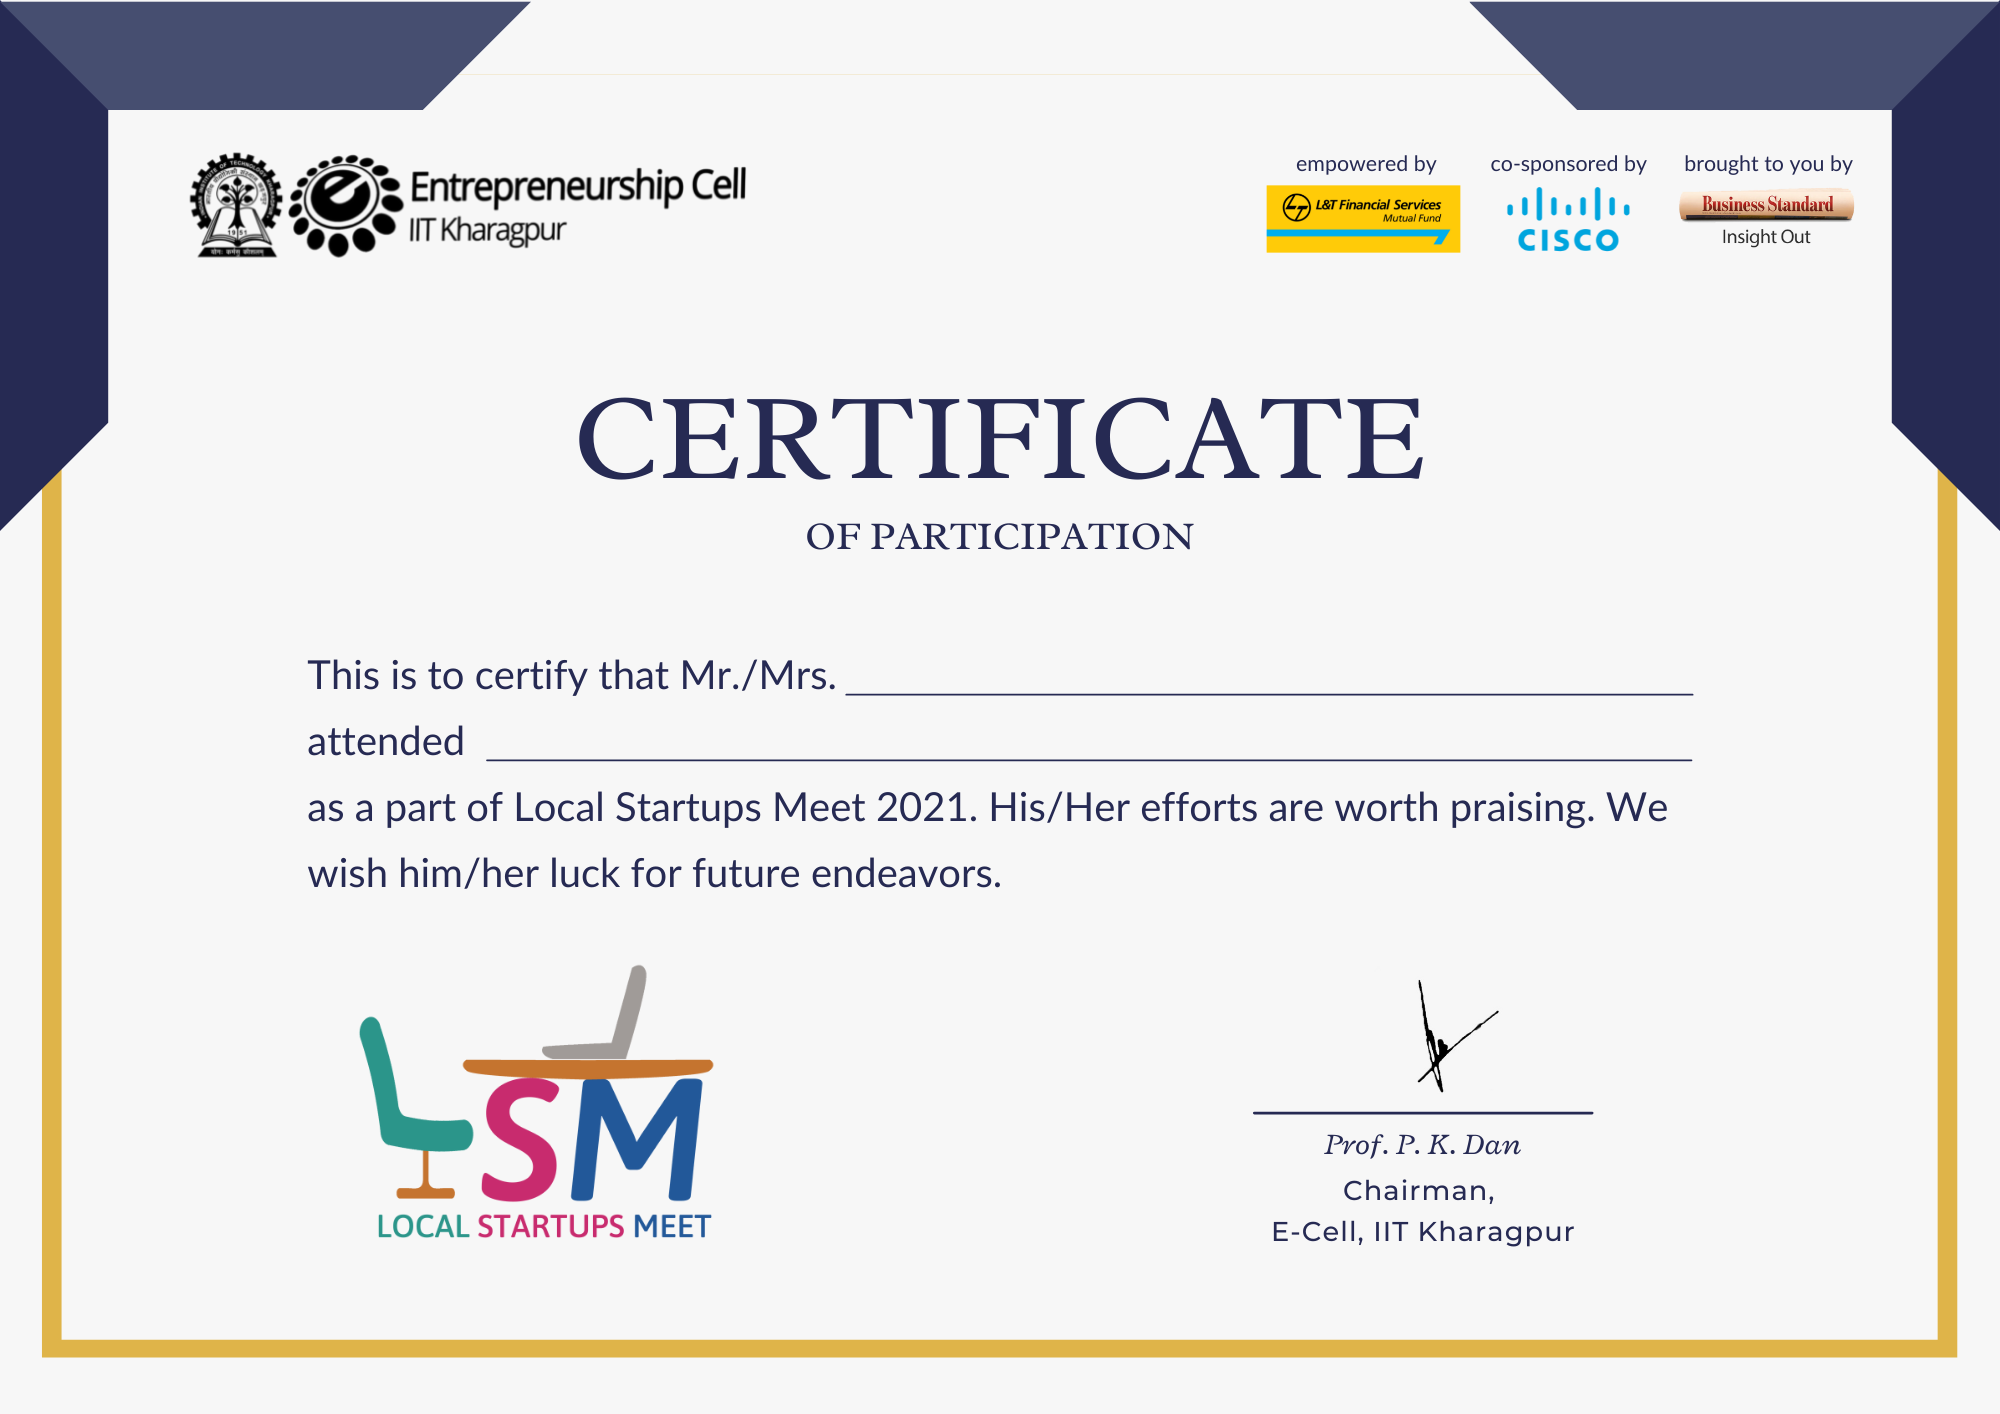 Entrepreneurship Cell
IIT Kharagpur
1951
empowered by
L&T Financial Services
Mutual Fund
co-sponsored by
CISCO
brought to you by
Business Standard
Insight Out
CERTIFICATE
OF PARTICIPATION
This is to certify that Mr./Mrs.
attended
as a part of Local Startups Meet 2021. His/Her efforts are worth praising. We
wish him/her luck for future endeavors.
SM
LOCAL STARTUPS MEET
Prof. P. K. Dan
Chairman,
E-Cell, IIT Kharagpur